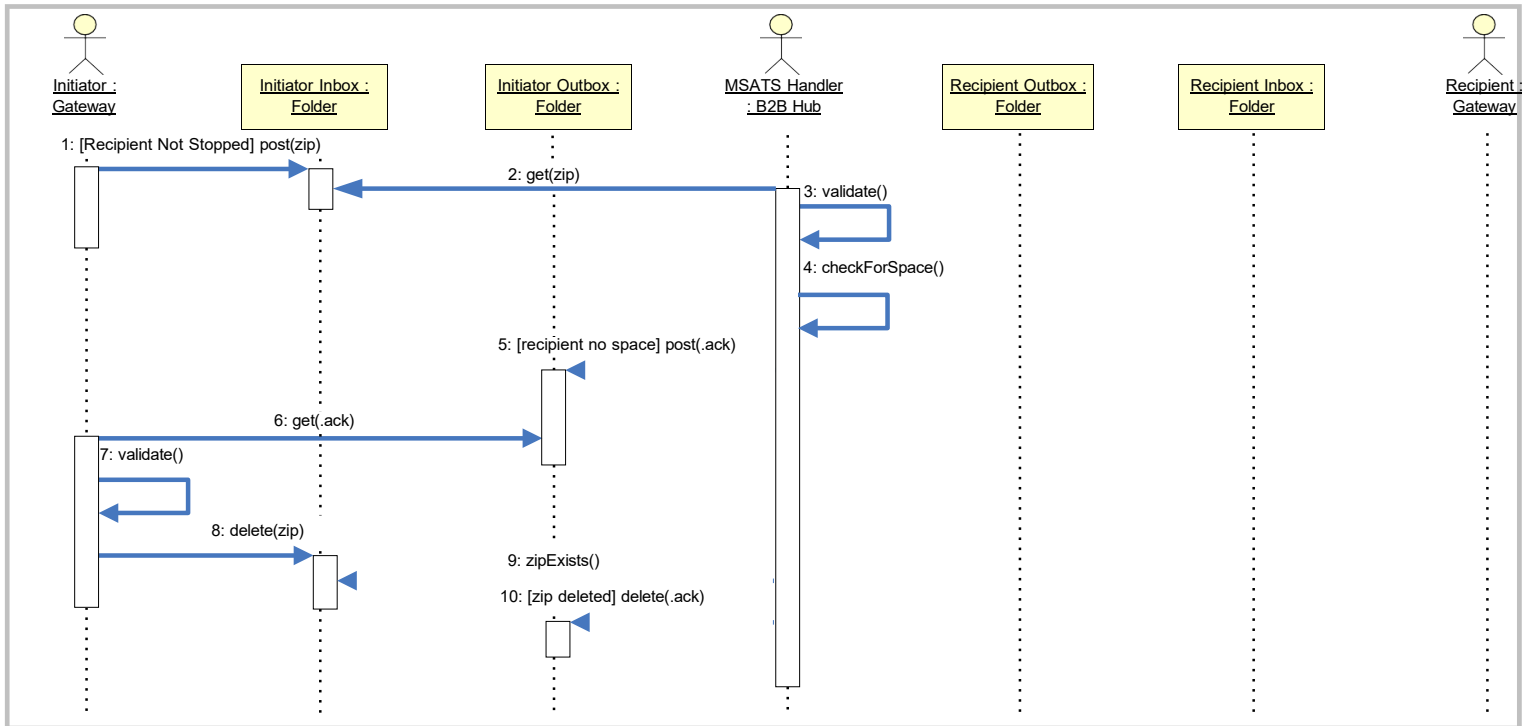 Initiator :
Gateway
Initiator Inbox :
Folder
Initiator Outbox :
Folder
MSATS Handler
: B2B Hub
Recipient Outbox :
Folder
Recipient Inbox :
Folder
Recipient :
Gateway
1: [Recipient Not Stopped] post(zip)
2: get(zip)
3: validate()
4: checkForSpace()
5: [recipient no space] post(.ack)
6: get(.ack)
7: validate()
8: delete(zip)
9: zipExists()
10: [zip deleted] delete(.ack)